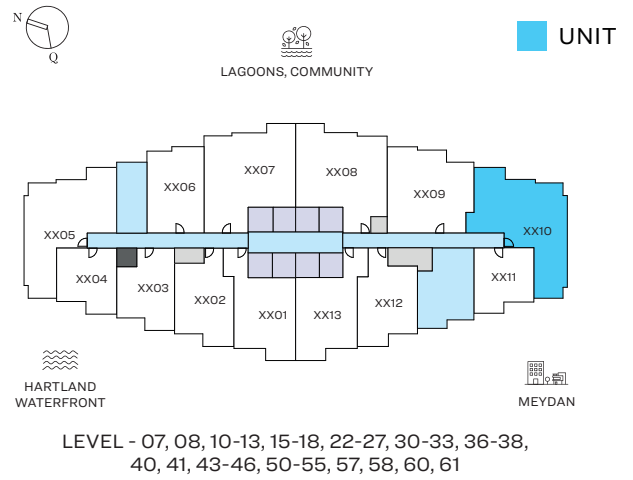 N
Q
UNIT
LAGOONS, COMMUNITY
XX07
XX08
XX06
XX09
XX05
XX10
XX04
XX11
XX03
XX02
XX12
XX01
XX13
HARTLAND
WATERFRONT
MEYDAN
LEVEL - 07, 08, 10-13, 15-18, 22-27, 30-33, 36-38,
40, 41, 43-46, 50-55, 57, 58, 60, 61